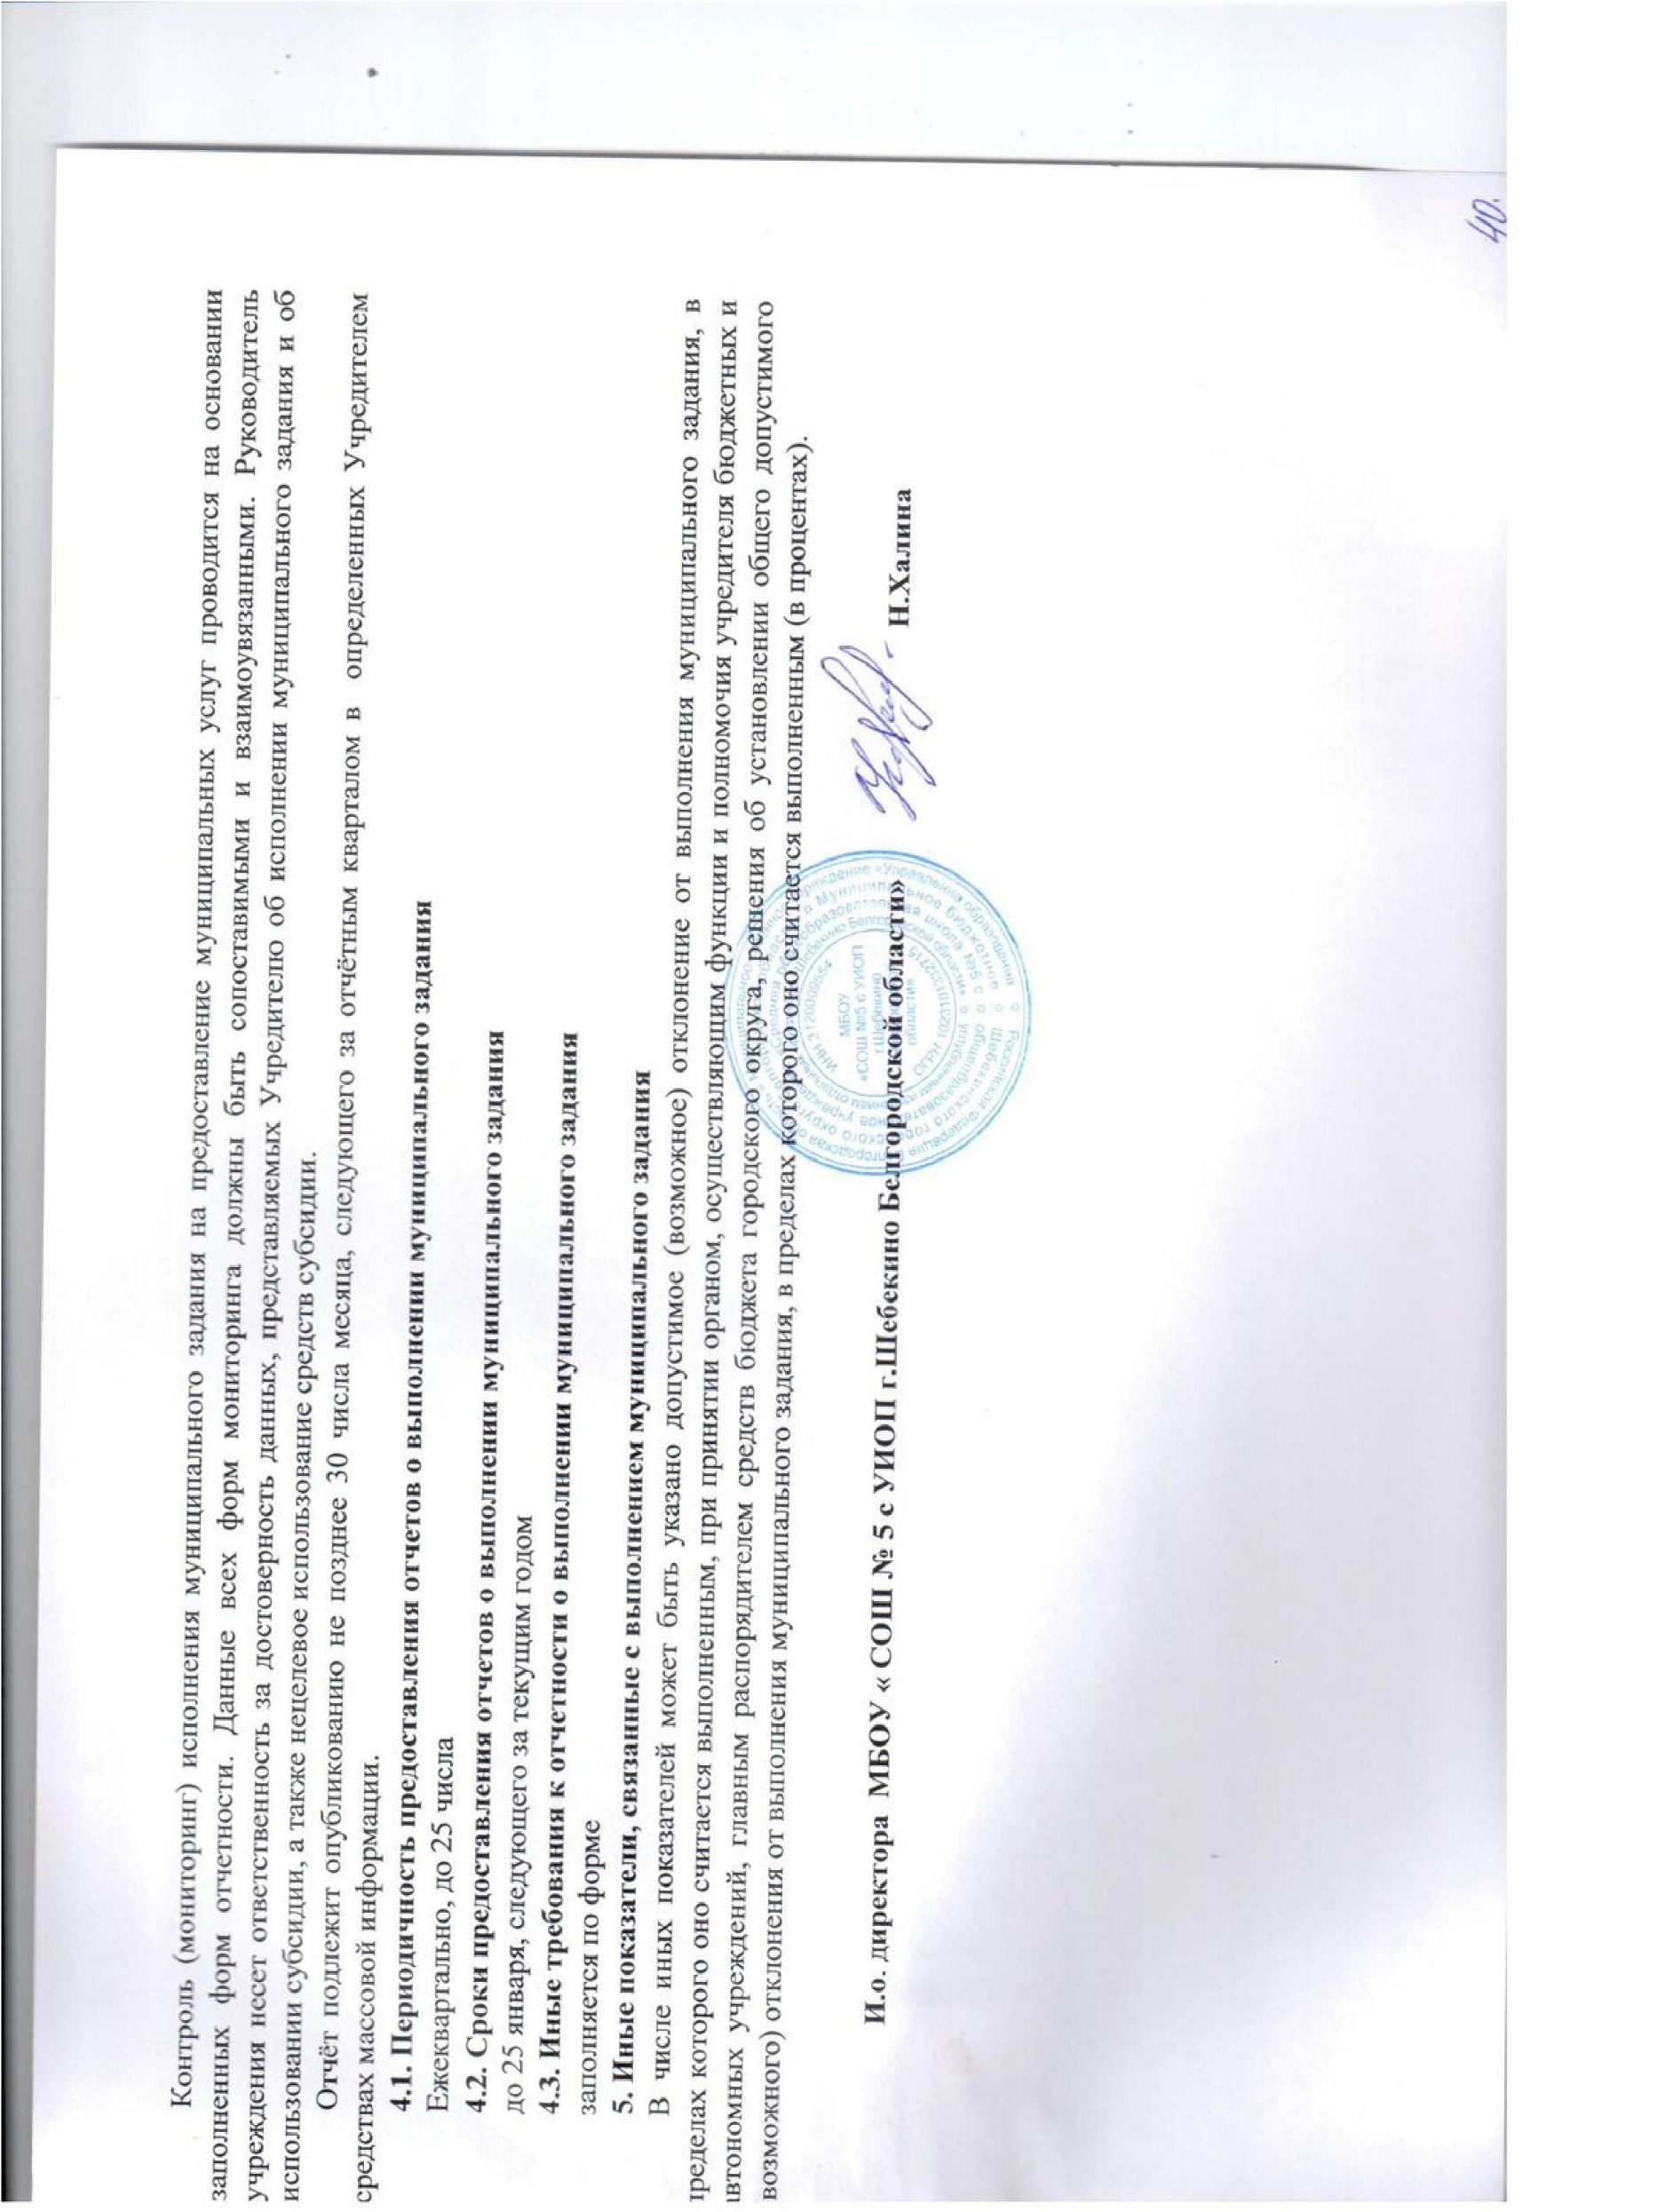 Контроль (мониторинг) исполнения муниципального задания на предоставление муниципальных услуг проводится на основании
заполненных форм отчетности. Данные всех форм мониторинга должны быть сопоставимыми и взаимоувязанными. Руководитель
учреждения несет ответственность за достоверность данных, представляемых Учредителю об исполнении муниципального задания и об
использовании субсидии, а также нецелевое использование средств субсидии.
Отчёт подлежит опубликованию не позднее 30 числа месяца, следующего за отчётным кварталом в определенных Учредителем
средствах массовой информации.
4.1. Периодичность предоставления отчетов о выполнении муниципального задания
Ежеквартально, до 25 числа
4.2. Сроки предоставления отчетов о выполнении муниципального задания
до 25 января, следующего за текущим годом
4.3. Иные требования к отчетности о выполнении муниципального задания
заполняется по форме
5. Иные показатели, связанные с выполнением муниципального задания
В числе иных показателей может быть указано допустимое (возможное) отклонение от выполнения муниципального задания, в
пределах которого оно считается выполненным, при принятии органом, осуществляющим функции и полномочия учредителя бюджетных и
автономных учреждений, главным распорядителем средств бюджета городского округа, решения об установлении общего допустимого
возможного) отклонения от выполнения муниципального задания, в пределах которого оно считается выполненным (в процентах).
И.о. директора МБОУ « СОШ № 5 с УИОП г.Шебекино Белгородской области» Н.Халина
МБОУ
«СОШ №5 с УИОП
г.Шебекино
области»
40.